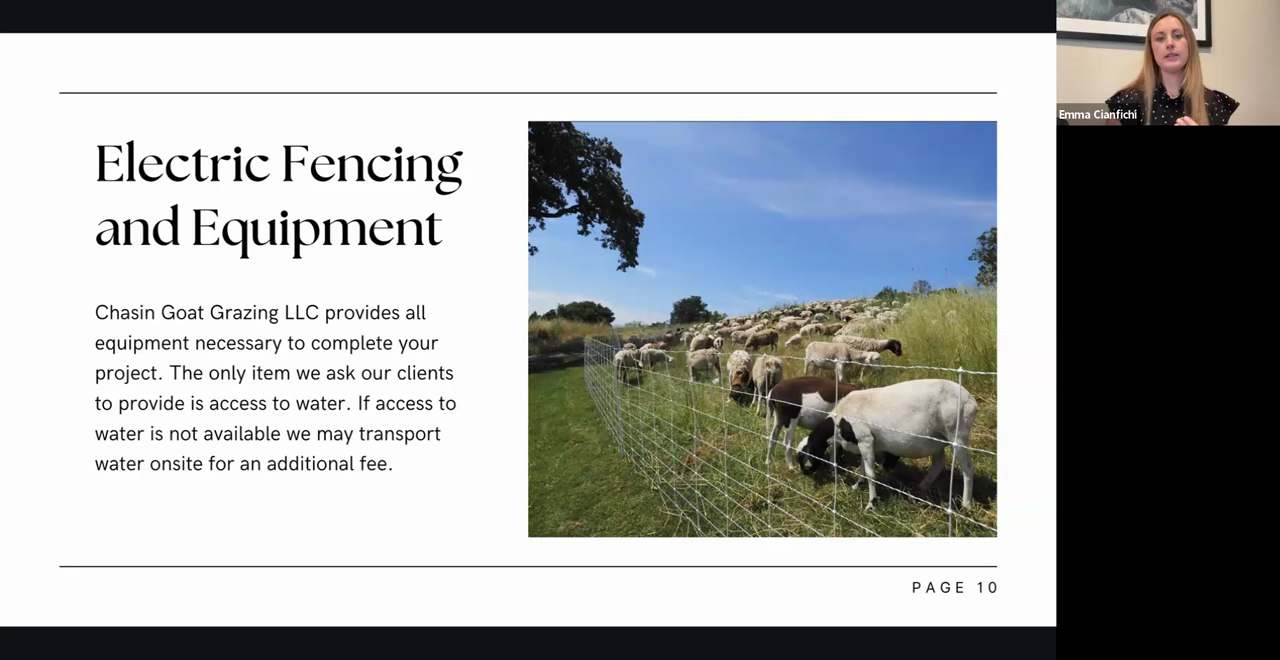 Electric Fencing
and Equipment
Chasin Goat Grazing LLC provides all
equipment necessary to complete your
project. The only item we ask our clients
to provide is access to water. If access to
water is not available we may transport
water onsite for an additional fee.
PAGE 10
Emma Cianfichi